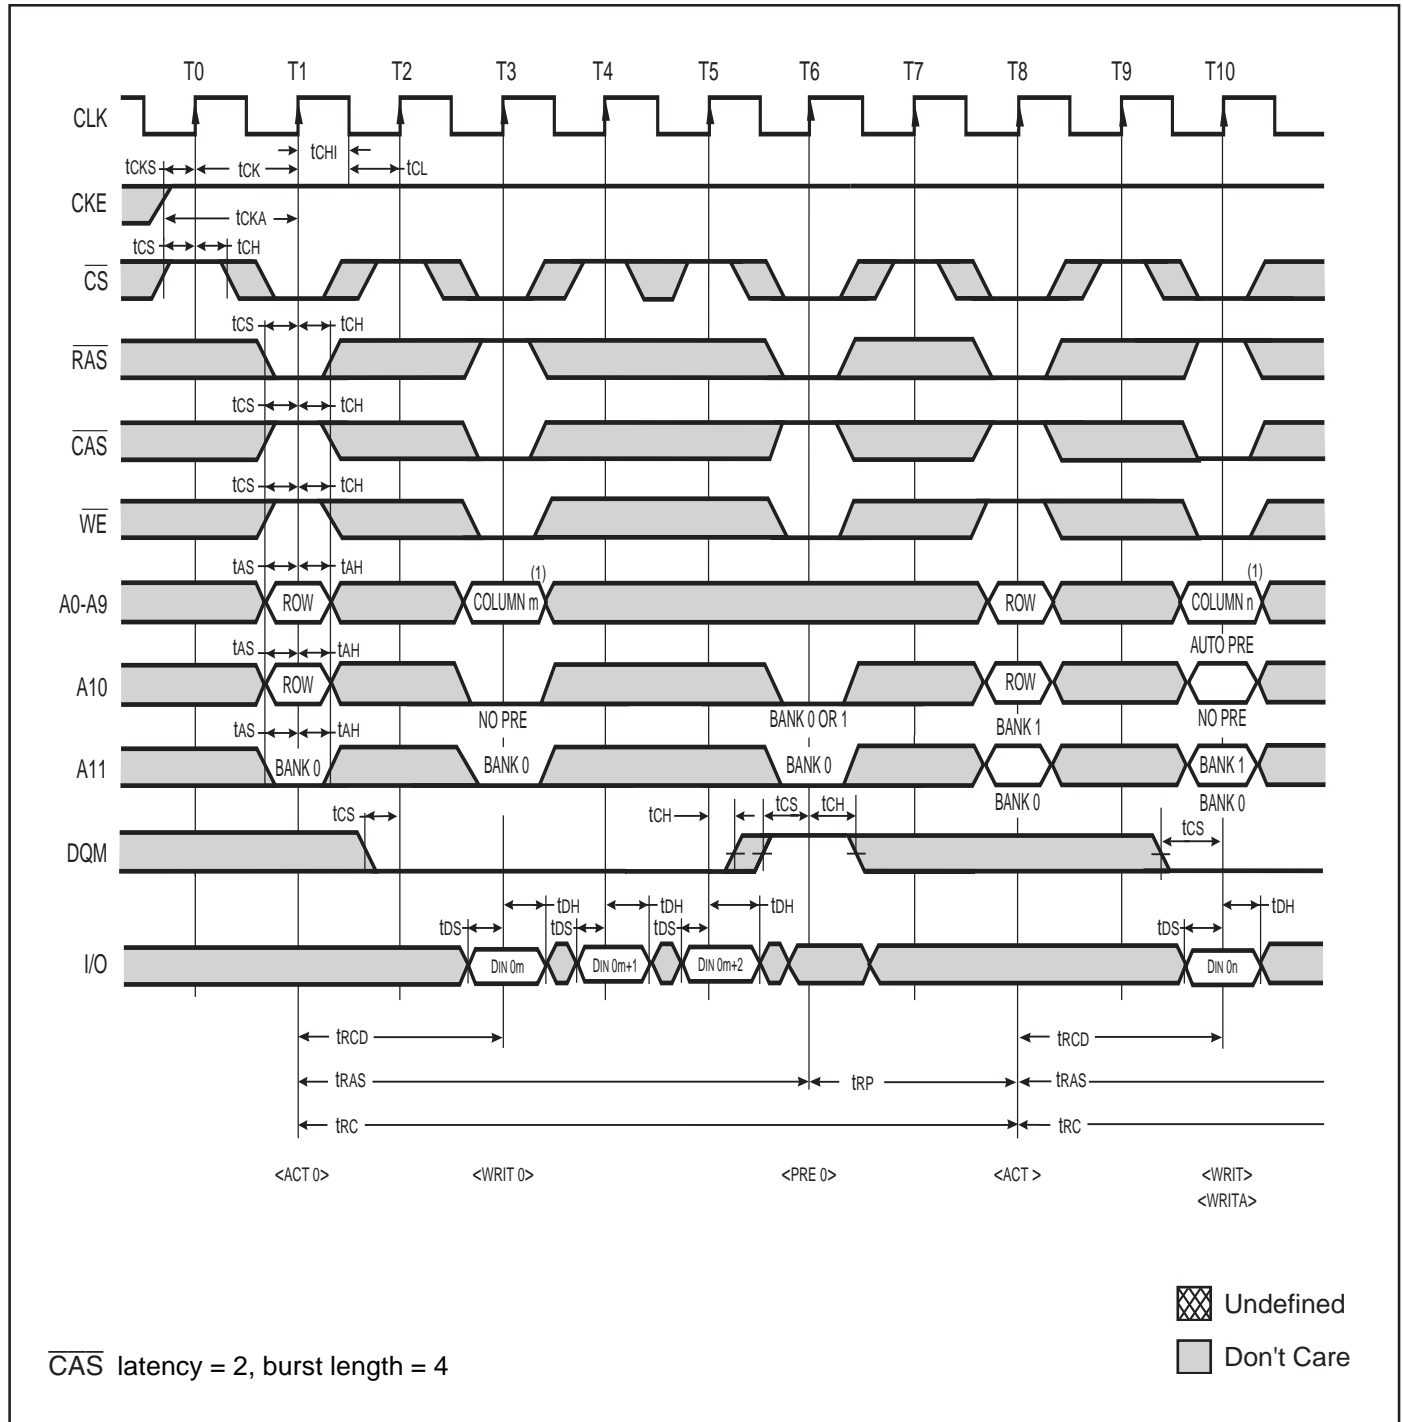 T0 T1 T2 T3 T4 T5 T6 T7 T8 T9 T10
CLK
tCHI
tCKS tCK tCL
CKE
tCKA
tCS tCH
CS
tCS tCH
RAS
tCS tCH
CAS
tCS tCH
WE
tAS tAH
(1) (1)
A0-A9 ROW COLUMN m ROW COLUMN n
AUTO PRE
tAS tAH
A10 ROW ROW
NO PRE BANK 0 OR 1 BANK 1 NO PRE
tAS tAH
A11 BANK 0 BANK 0 BANK 0 BANK 1
BANK 0 BANK 0
tCS tCH tCS tCH tCS
DQM
tDH tDH tDH tDH
tDS tDS tDS tDS
I/O DIN 0m DIN 0m+1 DIN 0m+2 DIN 0n
tRCD tRCD
tRAS tRP tRAS
tRC tRC
<ACT 0> <WRIT 0> <PRE 0> <ACT > <WRIT>
<WRITA>
Undefined
Don't Care
CAS latency = 2, burst length = 4